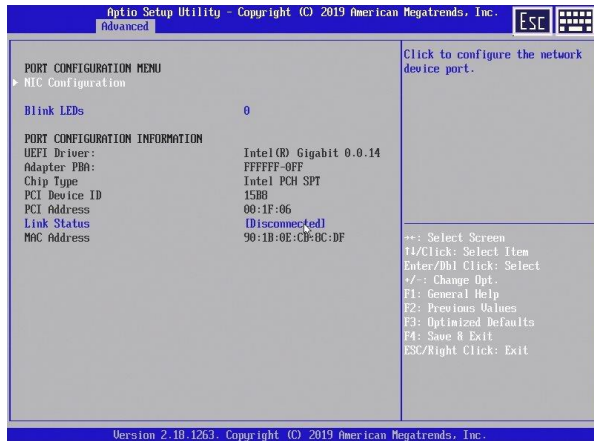 Aptio Setup Utility - Copyright (C) 2019 American Megatrends, Inc.
Advanced
Esc
PORT CONFIGURATION MENU
NIC Configuration
Blink LEDs 0
PORT CONFIGURATION INFORMATION
UEFI Driver: Intel(R) Gigabit 0.0.14
Adapter PBA: FFFFFF-0FF
Chip Type Intel PCH SPT
PCI Device ID 15B8
PCI Address 00:1F:06
Link Status [Disconnected]
MAC Address 90:1B:0E:CB:8C:DF
Click to configure the network
device port.
↔: Select Screen
↑↓/Click: Select Item
Enter/Dbl Click: Select
+/-: Change Opt.
F1: General Help
F2: Previous Values
F3: Optimized Defaults
F4: Save & Exit
ESC/Right Click: Exit
Version 2.18.1263. Copyright (C) 2019 American Megatrends, Inc.